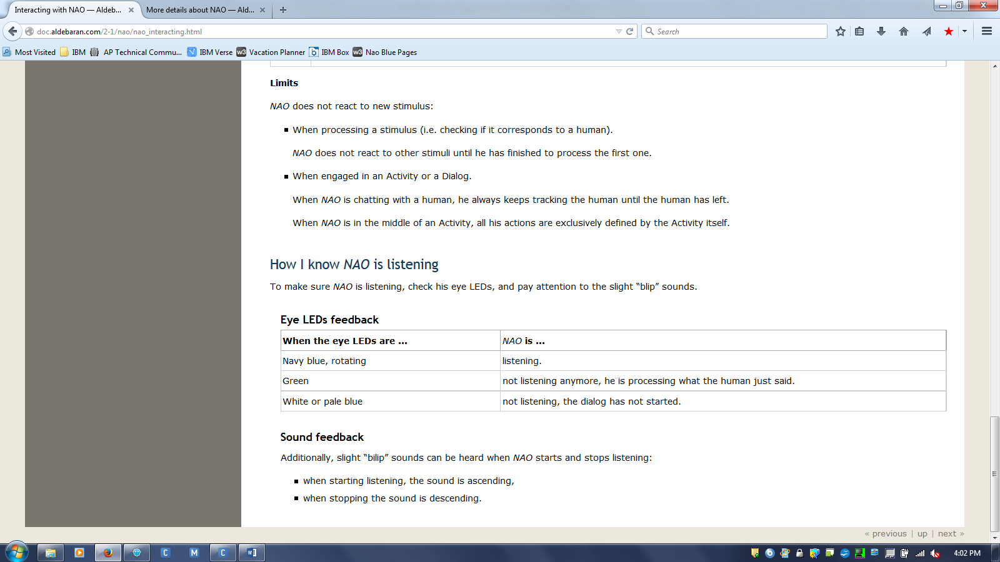 Interacting with NAO — Aldeb...
More details about NAO — Ald...
doc.aldebaran.com/2-1/nao/nao_interacting.html
Search
Most Visited
IBM
AP Technical Commu...
IBM Verse
w3
Vacation Planner
IBM Box
w3
Nao Blue Pages
Limits
NAO does not react to new stimulus:
When processing a stimulus (i.e. checking if it corresponds to a human).
NAO does not react to other stimuli until he has finished to process the first one.
When engaged in an Activity or a Dialog.
When NAO is chatting with a human, he always keeps tracking the human until the human has left.
When NAO is in the middle of an Activity, all his actions are exclusively defined by the Activity itself.
How I know NAO is listening
To make sure NAO is listening, check his eye LEDs, and pay attention to the slight “blip” sounds.
Eye LEDs feedback
When the eye LEDs are ... NAO is ...
Navy blue, rotating listening.
Green not listening anymore, he is processing what the human just said.
White or pale blue not listening, the dialog has not started.
Sound feedback
Additionally, slight “bilip” sounds can be heard when NAO starts and stops listening:
when starting listening, the sound is ascending,
when stopping the sound is descending.
« previous | up | next »
C
M
C
W
4:02 PM